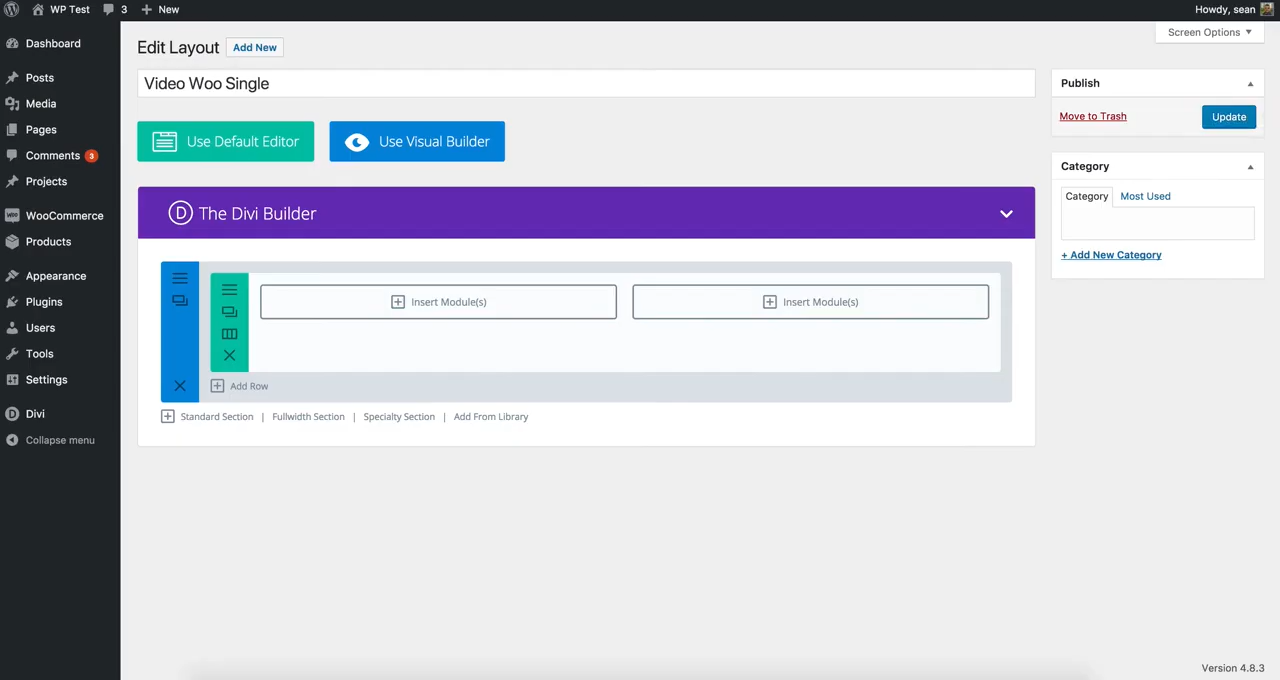 WP Test 3 New Howdy, sean
Screen Options
Dashboard
Posts
Media
Pages
Comments 3
Projects
WooCommerce
Products
Appearance
Plugins
Users
Tools
Settings
Divi
Collapse menu
Edit Layout Add New
Video Woo Single
Use Default Editor Use Visual Builder
D The Divi Builder
Insert Module(s) Insert Module(s)
Add Row
Standard Section | Fullwidth Section | Specialty Section | Add From Library
Publish
Move to Trash Update
Category
Category Most Used
+ Add New Category
Version 4.8.3